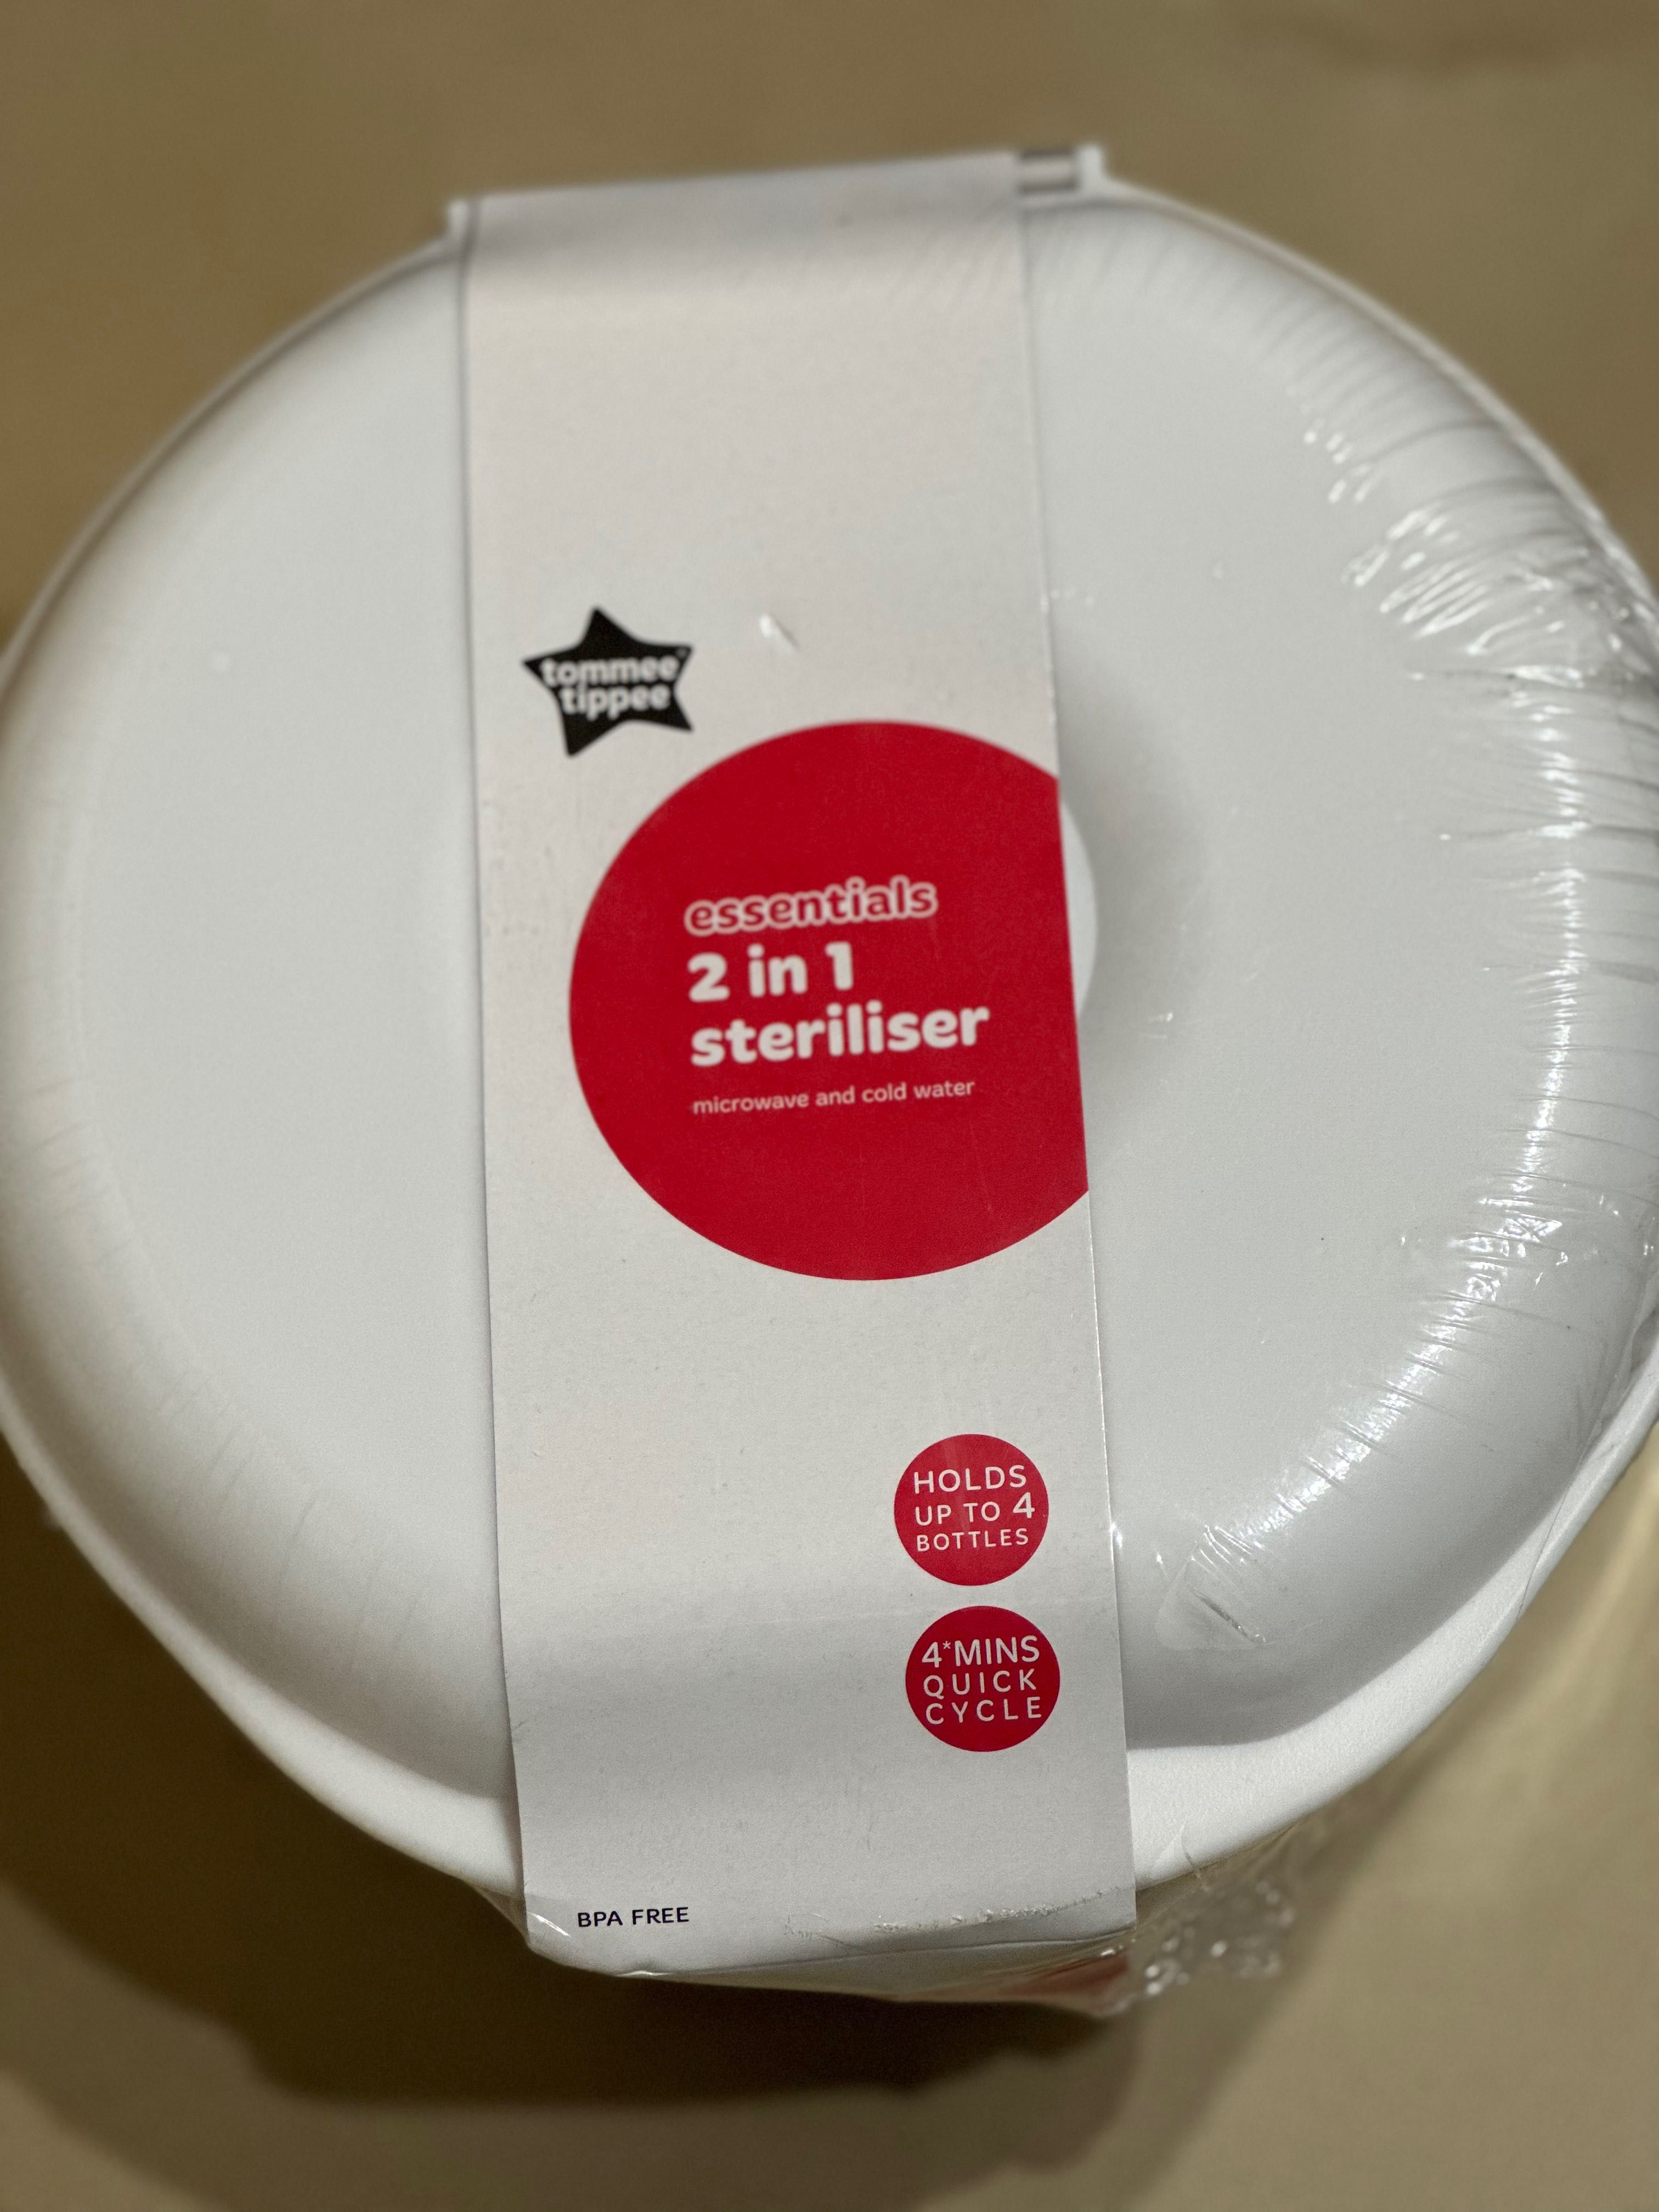 tommee
tippee
essentials
2 in 1
steriliser
microwave and cold water
HOLDS
UP TO 4
BOTTLES
4*MINS
QUICK
CYCLE
BPA FREE